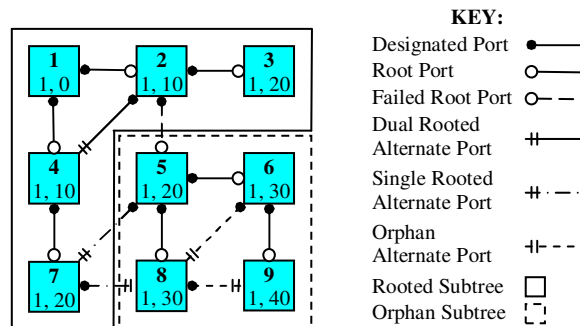 KEY:
1
1, 0
2
1, 10
3
1, 20
Designated Port
Root Port
Failed Root Port
Dual Rooted
Alternate Port
4
1, 10
5
1, 20
6
1, 30
Single Rooted
Alternate Port
Orphan
Alternate Port
7
1, 20
8
1, 30
9
1, 40
Rooted Subtree
Orphan Subtree